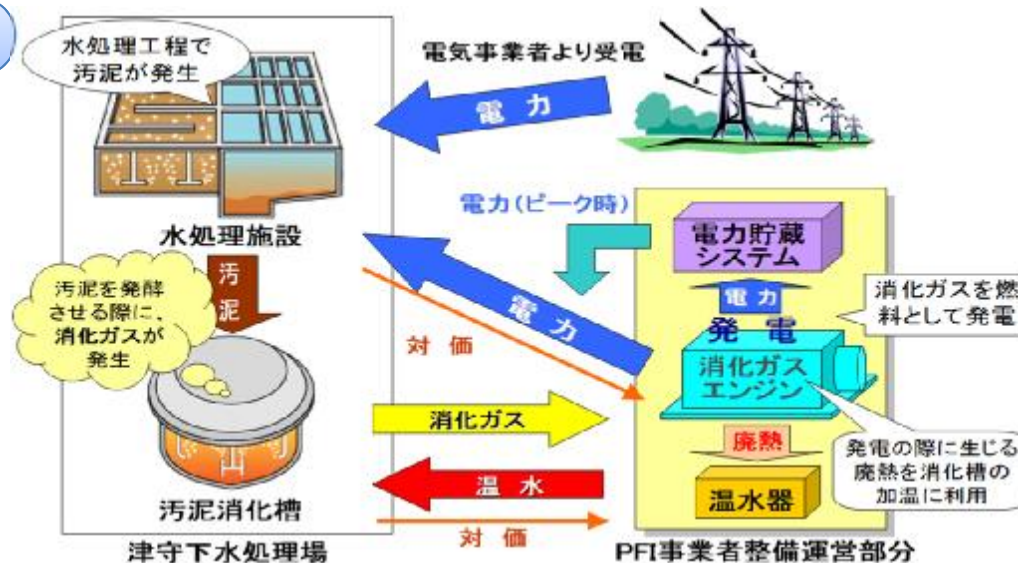 水処理工程で
汚泥が発生
電気事業者より受電
電力
水処理施設
電力(ピーク時)
電力貯蔵
システム
汚泥
汚泥を発酵
させる際に、
消化ガスが
発生
電力
対価
電力
発電
消化ガスを燃
料として発電
消化ガス
エンジン
消化ガス
廃熱
発電の際に生じる
廃熱を消化槽の
加温に利用
温水
温水器
汚泥消化槽
対価
津守下水処理場
PFI事業者整備運営部分